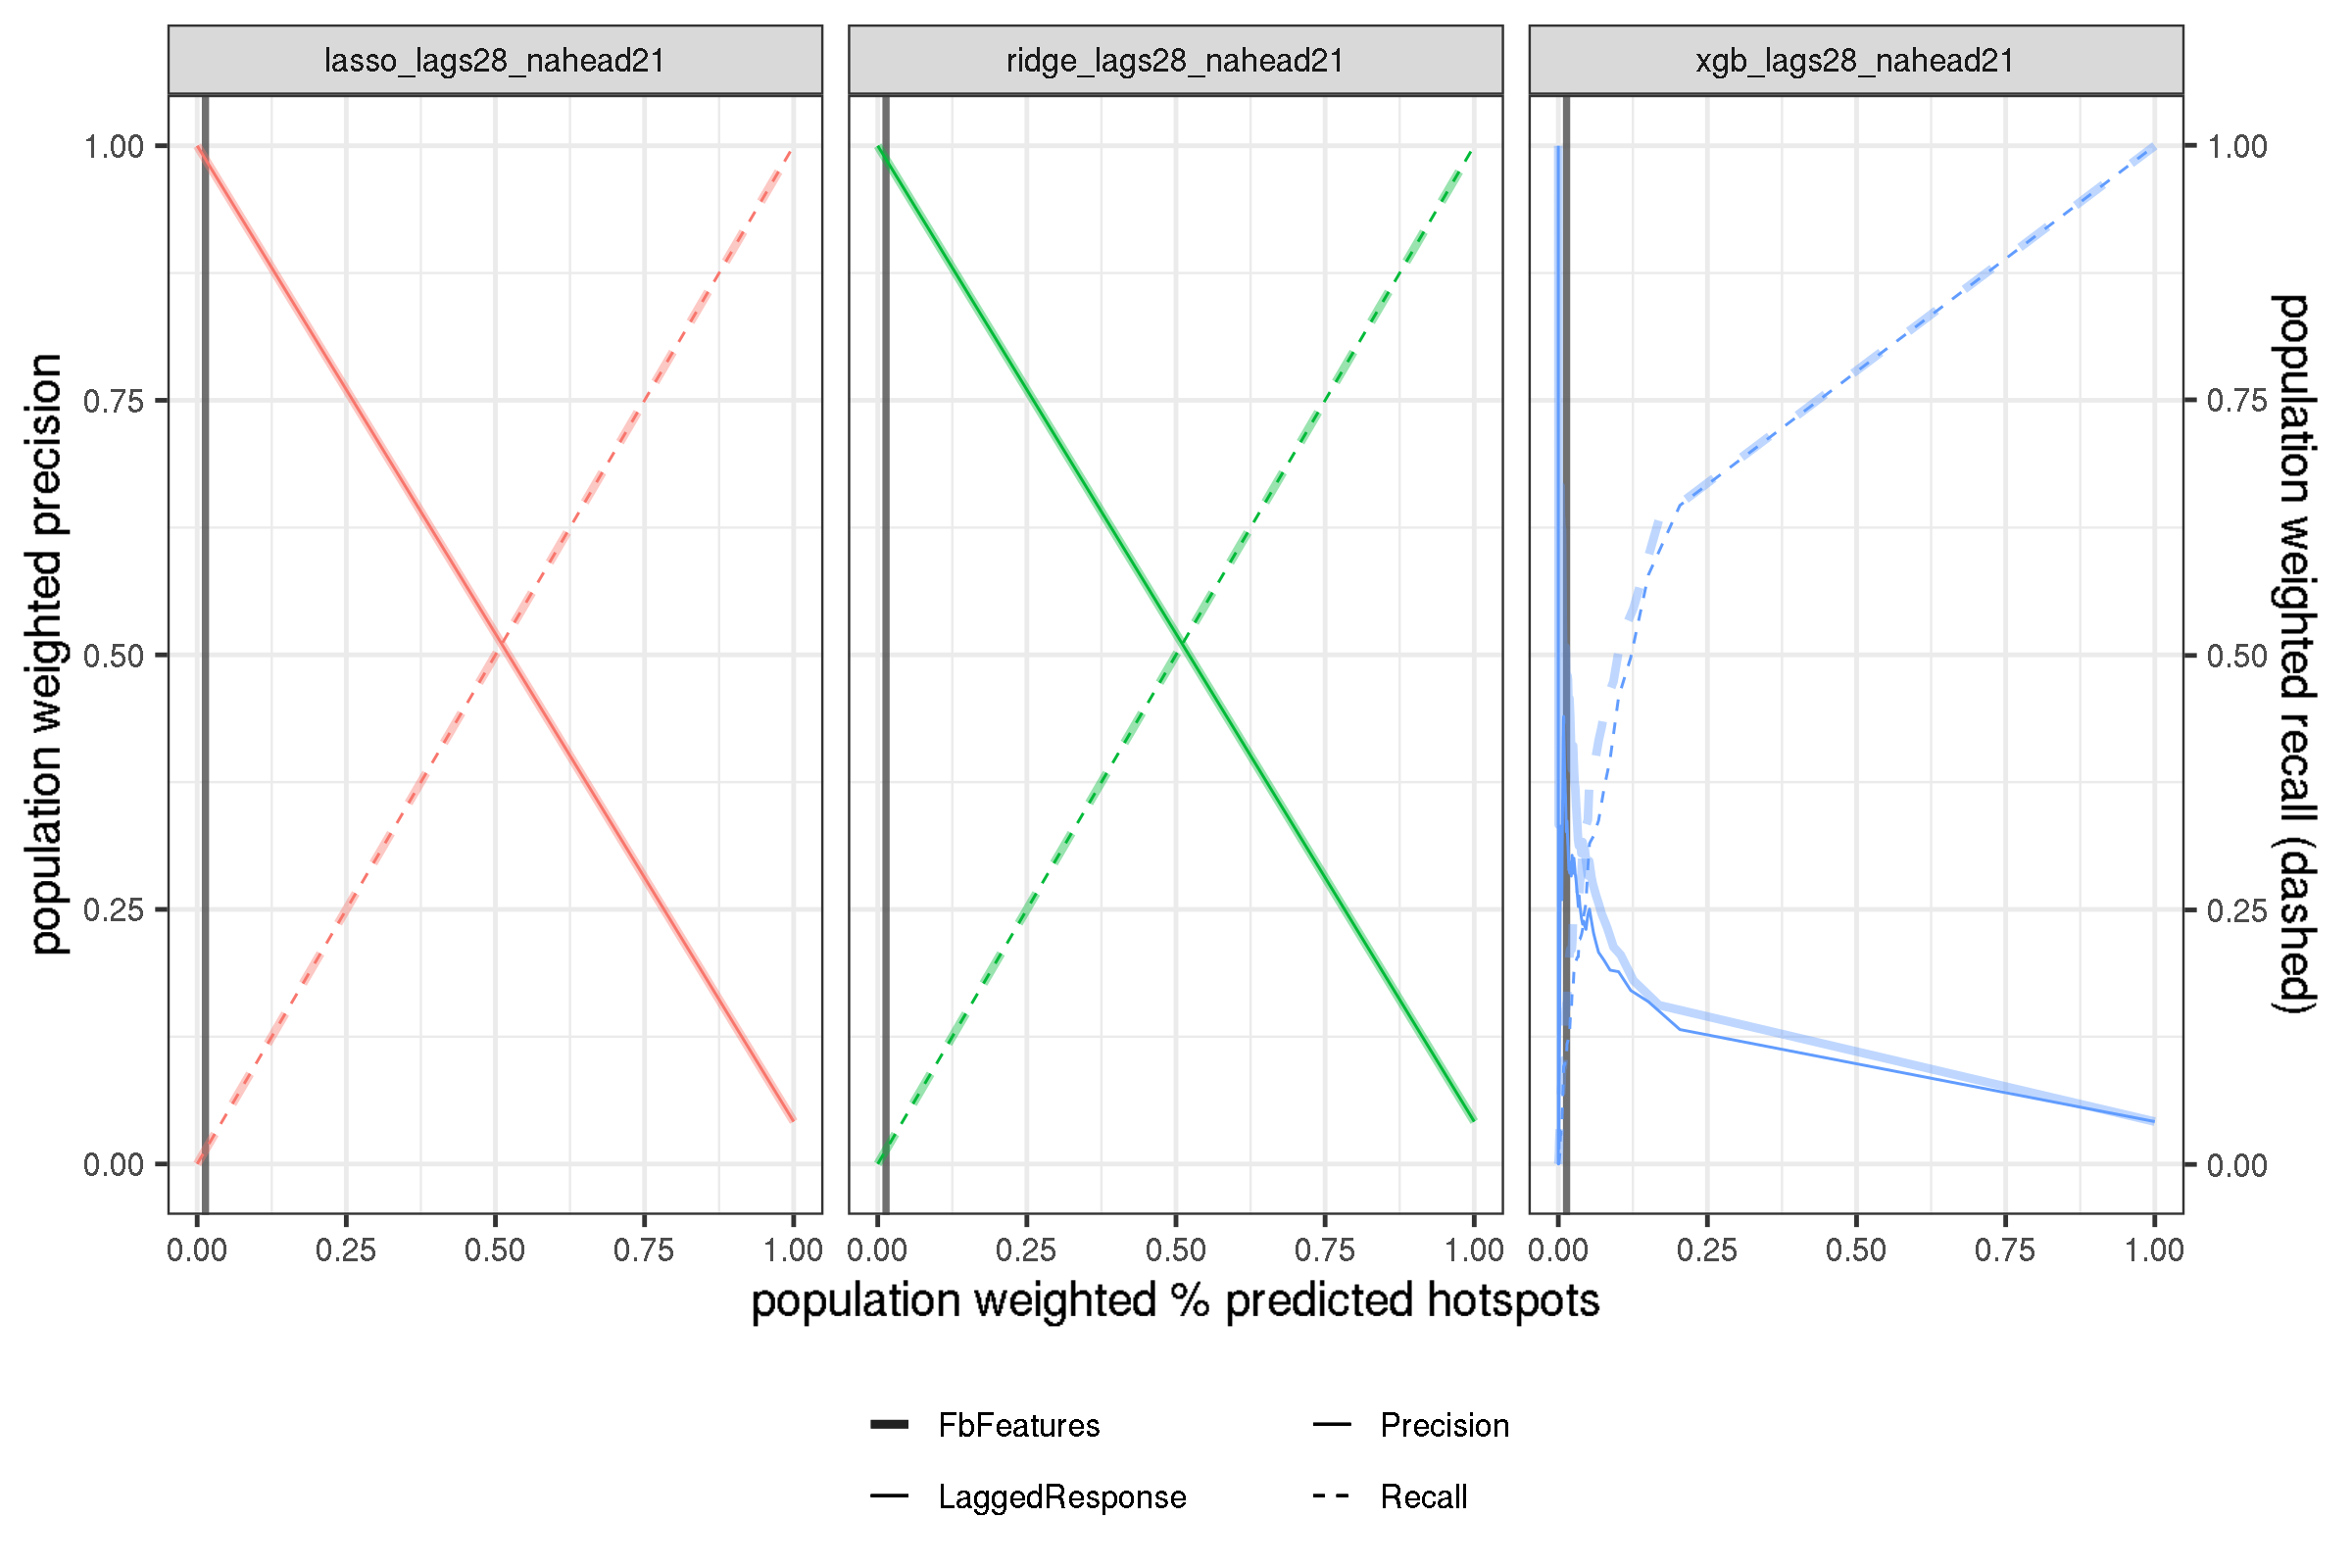 lasso_lags28_nahead21
ridge_lags28_nahead21
xgb_lags28_nahead21
population weighted precision
1.00
0.75
0.50
0.25
0.00
1.00
0.75
0.50
0.25
0.00
population weighted recall (dashed)
0.00 0.25 0.50 0.75 1.00
0.00 0.25 0.50 0.75 1.00
0.00 0.25 0.50 0.75 1.00
population weighted % predicted hotspots
FbFeatures
LaggedResponse
Precision
Recall